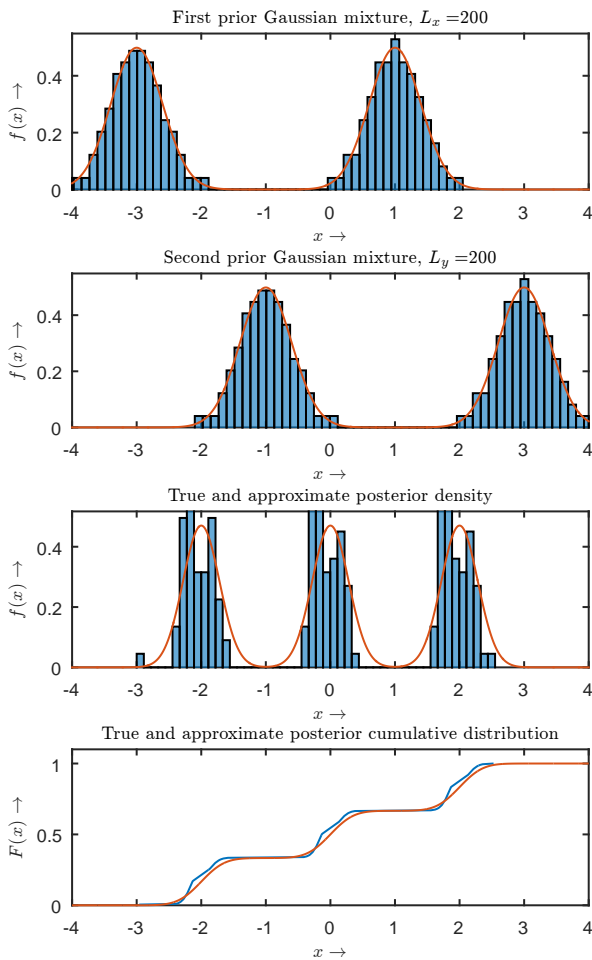 First prior Gaussian mixture, Lₓ =200
f(x) →
0.4
0.2
0
-4 -3 -2 -1 0 1 2 3 4
x →
Second prior Gaussian mixture, L_y =200
f(x) →
0.4
0.2
0
-4 -3 -2 -1 0 1 2 3 4
x →
True and approximate posterior density
f(x) →
0.4
0.2
0
-4 -3 -2 -1 0 1 2 3 4
x →
True and approximate posterior cumulative distribution
F(x) →
1
0.5
0
-4 -3 -2 -1 0 1 2 3 4
x →